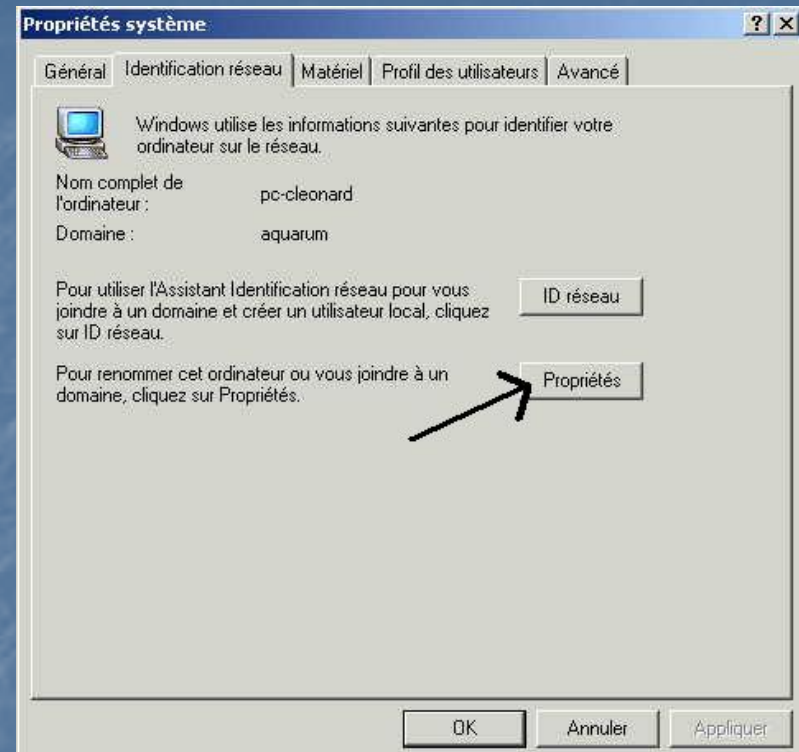 Propriétés système
Général
Identification réseau
Matériel
Profil des utilisateurs
Avancé
Windows utilise les informations suivantes pour identifier votre
ordinateur sur le réseau.
Nom complet de
l'ordinateur :
pc-cleonard
Domaine :
aquarum
Pour utiliser l'Assistant Identification réseau pour vous
joindre à un domaine et créer un utilisateur local, cliquez
sur ID réseau.
ID réseau
Pour renommer cet ordinateur ou vous joindre à un
domaine, cliquez sur Propriétés.
Propriétés
OK
Annuler
Appliquer